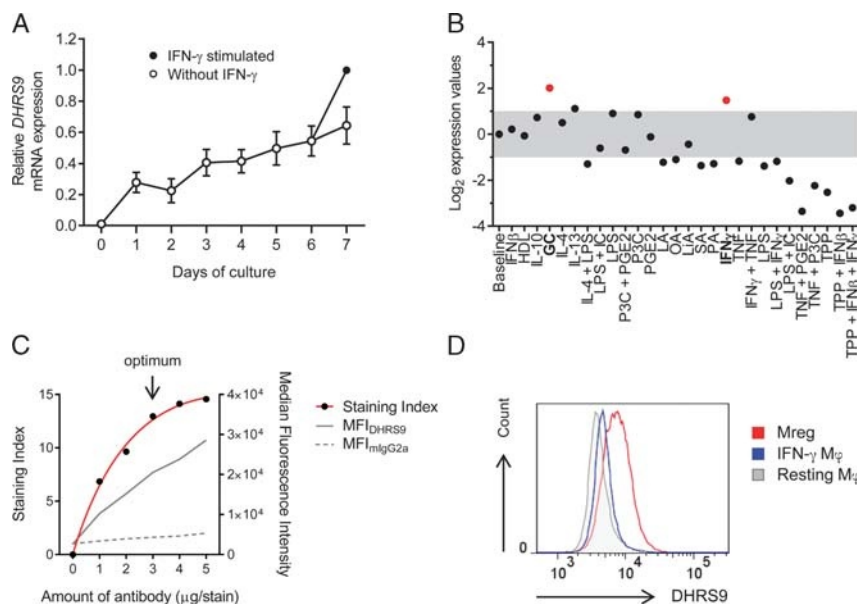 A
IFN-γ stimulated
Without IFN-γ
Relative DHRS9
mRNA expression
1.2
1.0
0.8
0.6
0.4
0.2
0.0
0 1 2 3 4 5 6 7
Days of culture
B
Log2 expression values
4
2
0
-2
-4
Baseline
IFNβ
HDL
IL-10
GC
IL-4
IL-13
IL-4 + LPS
LPS + IC
LPS
P3C + PGE2
P3C
PGE2
LA
OA
LiA
SA
PA
IFNγ
TNF
IFNγ + TNF
LPS
LPS + IFNγ
LPS + IC
TNF + PGE2
TNF + P3C
TPP
TPP + IFNβ
TPP + IFNβ + IFNγ
C
optimum
Staining Index
15
10
5
0
0 1 2 3 4 5
Amount of antibody (μg/stain)
4×10⁴
3×10⁴
2×10⁴
1×10⁴
0
Median Fluorescence Intensity
Staining Index
MFI DHRS9
MFI mIgG2a
D
Count
0
10³ 10⁴ 10⁵
DHRS9
Mreg
IFN-γ Mφ
Resting Mφ